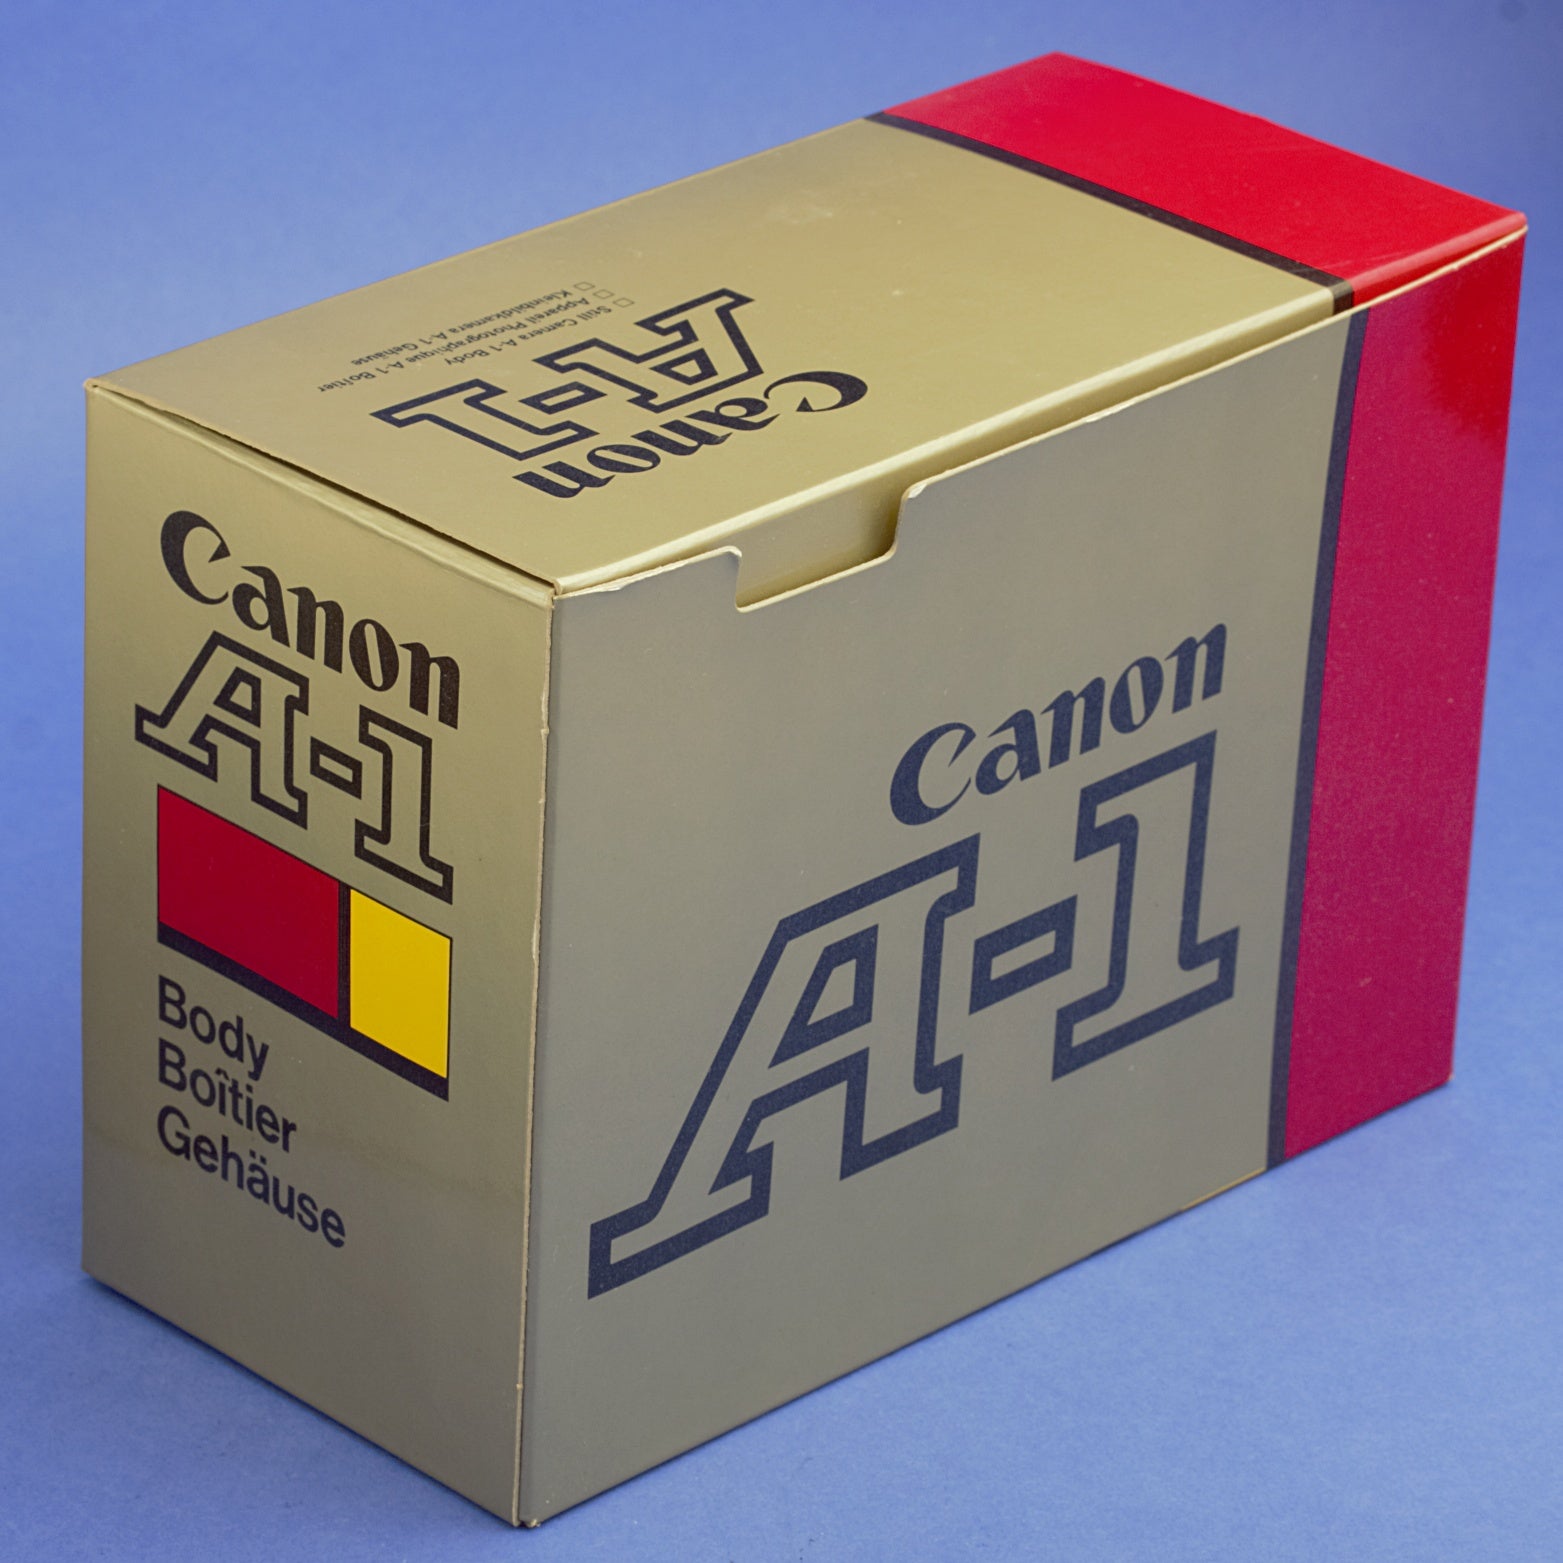 Canon
A-1
Still Camera A-1 Body
Appareil Photographique A-1 Boîtier
Kleinbildkamera A-1 Gehäuse
Canon
A-1
Body
Boîtier
Gehäuse
Canon
A-1